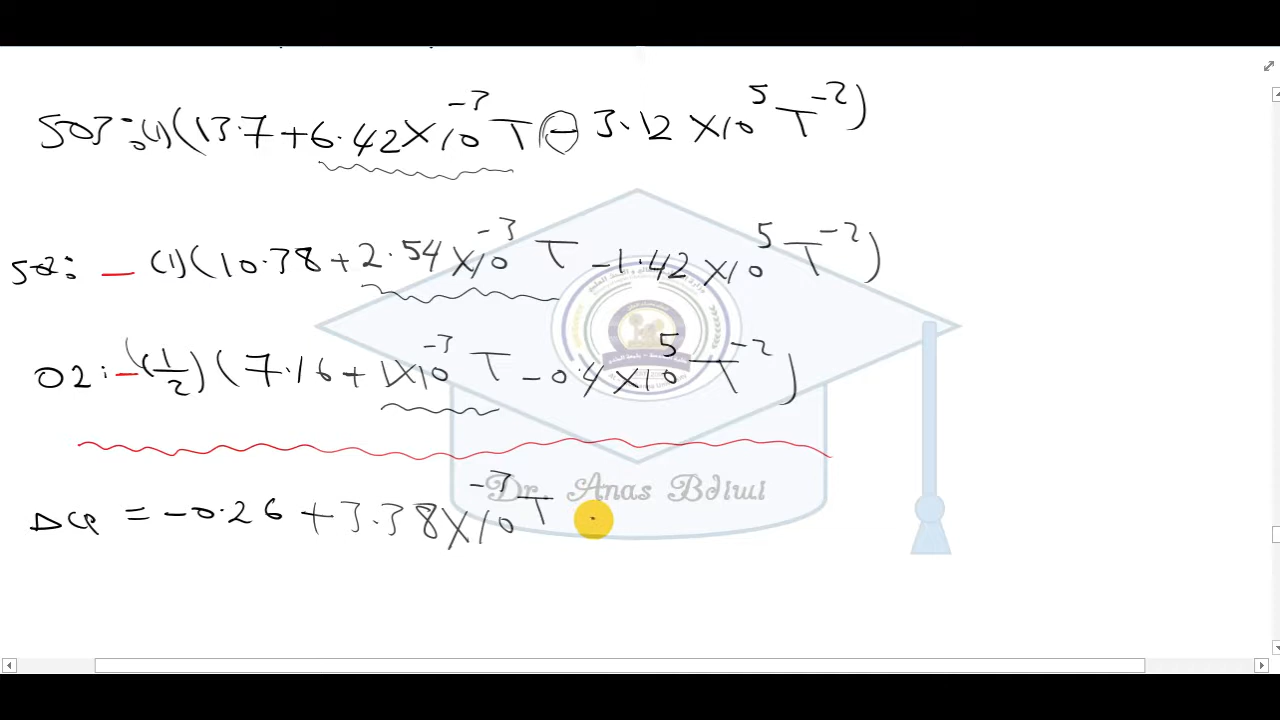 SO3 : (1)(13.7 + 6.42 × 10⁻³ T - 3.12 × 10⁵ T⁻²)
SO2 : - (1)(10.38 + 2.54 × 10⁻³ T - 1.42 × 10⁵ T⁻²)
O2 : - (1/2)(7.16 + 1 × 10⁻³ T - 0.4 × 10⁵ T⁻²)
Dr. Anas Bdiwi
ΔCp = -0.26 + 3.38 × 10⁻³ T